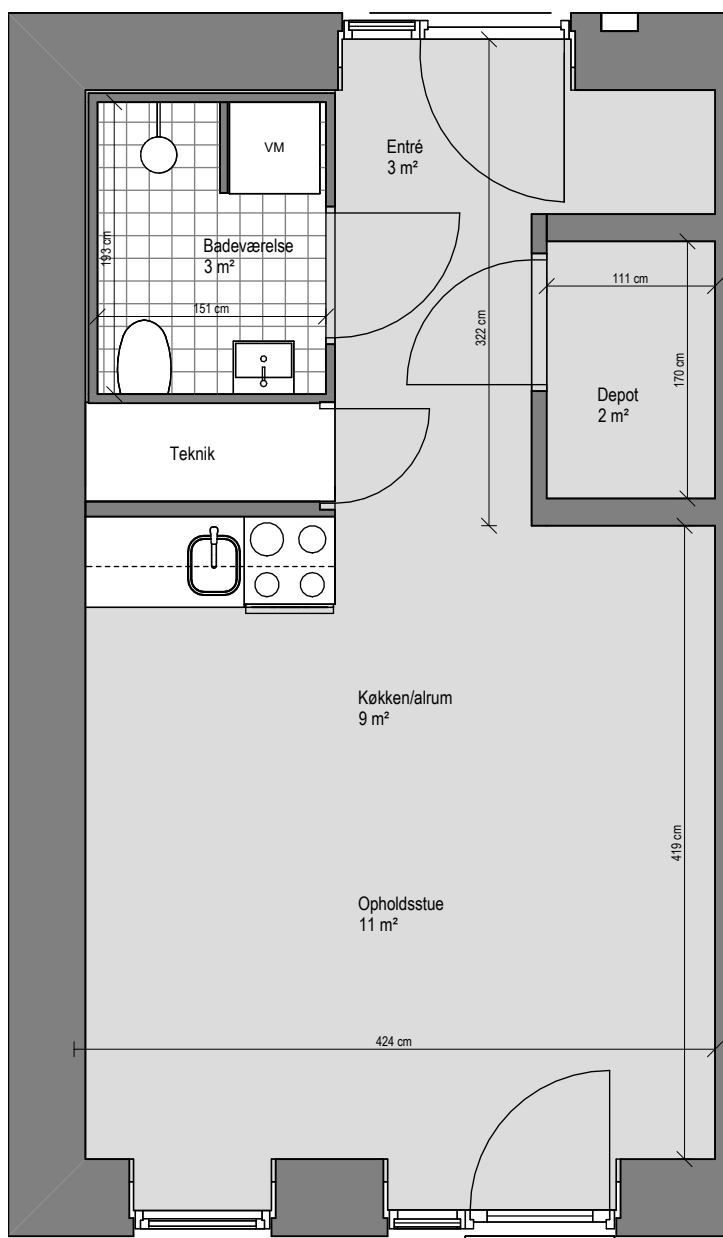 VM
Entré
3 m²
Badeværelse
3 m²
193 cm
151 cm
322 cm
111 cm
170 cm
Depot
2 m²
Teknik
Køkken/alrum
9 m²
419 cm
Opholdsstue
11 m²
424 cm